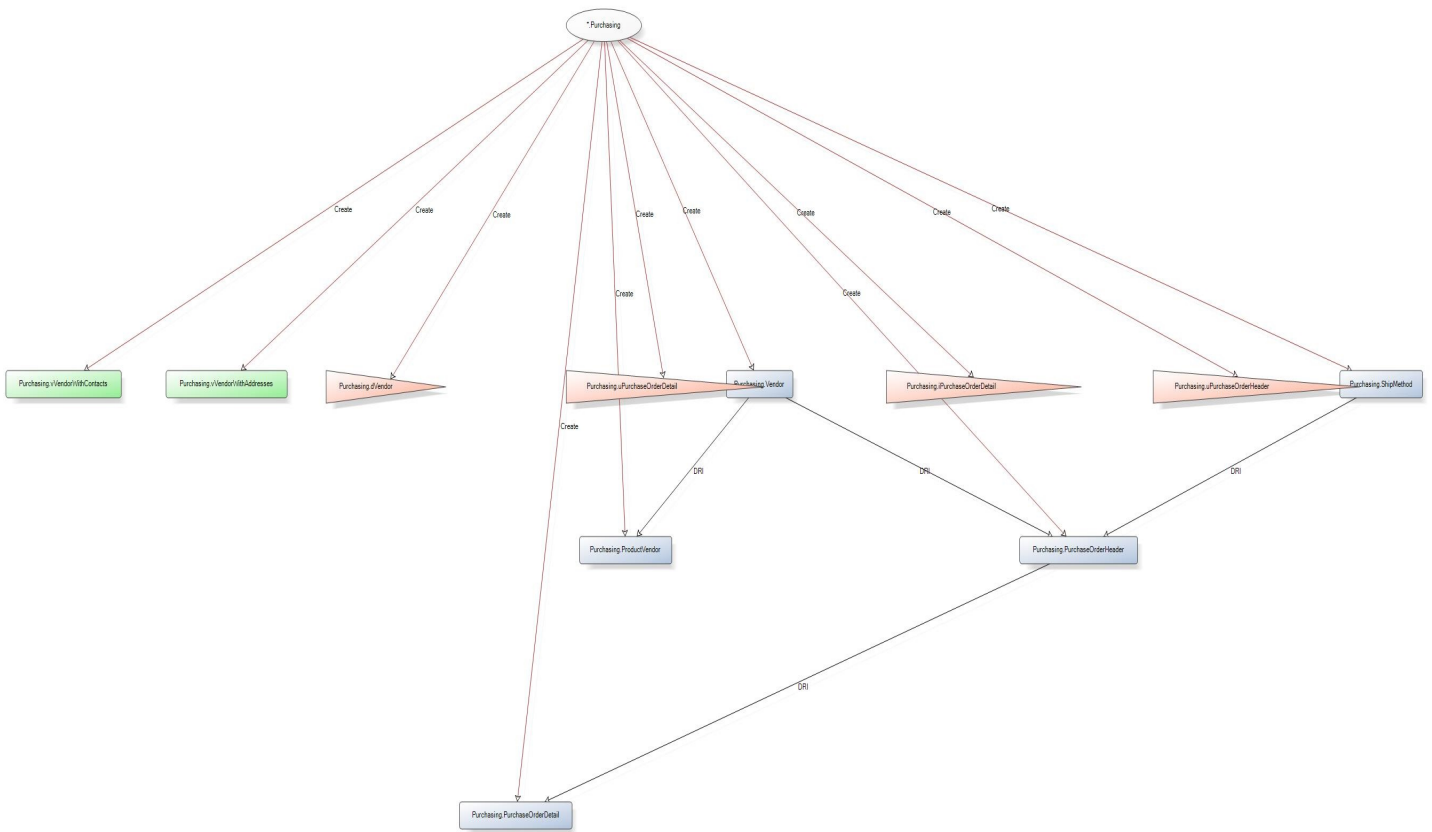 *.Purchasing
Create
Create
Create
Create
Create
Create
Create
Create
Create
Create
Purchasing.vVendorWithContacts
Purchasing.vVendorWithAddresses
Purchasing.dVendor
Purchasing.uPurchaseOrderDetail
Purchasing.Vendor
Purchasing.iPurchaseOrderDetail
Purchasing.uPurchaseOrderHeader
Purchasing.ShipMethod
Create
DRI
DRI
DRI
Purchasing.ProductVendor
Purchasing.PurchaseOrderHeader
DRI
Purchasing.PurchaseOrderDetail